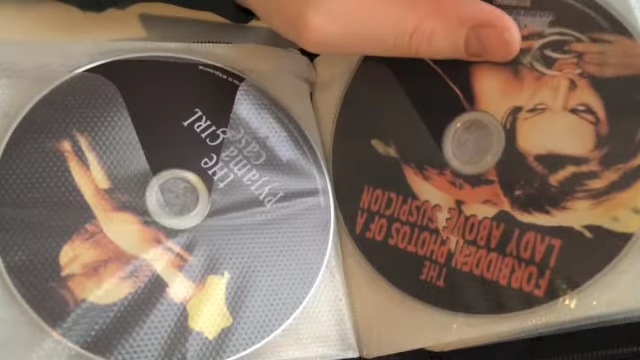 THE
PYJAMA GIRL
case
THE
FORBIDDEN PHOTOS OF A
LADY ABOVE SUSPICION